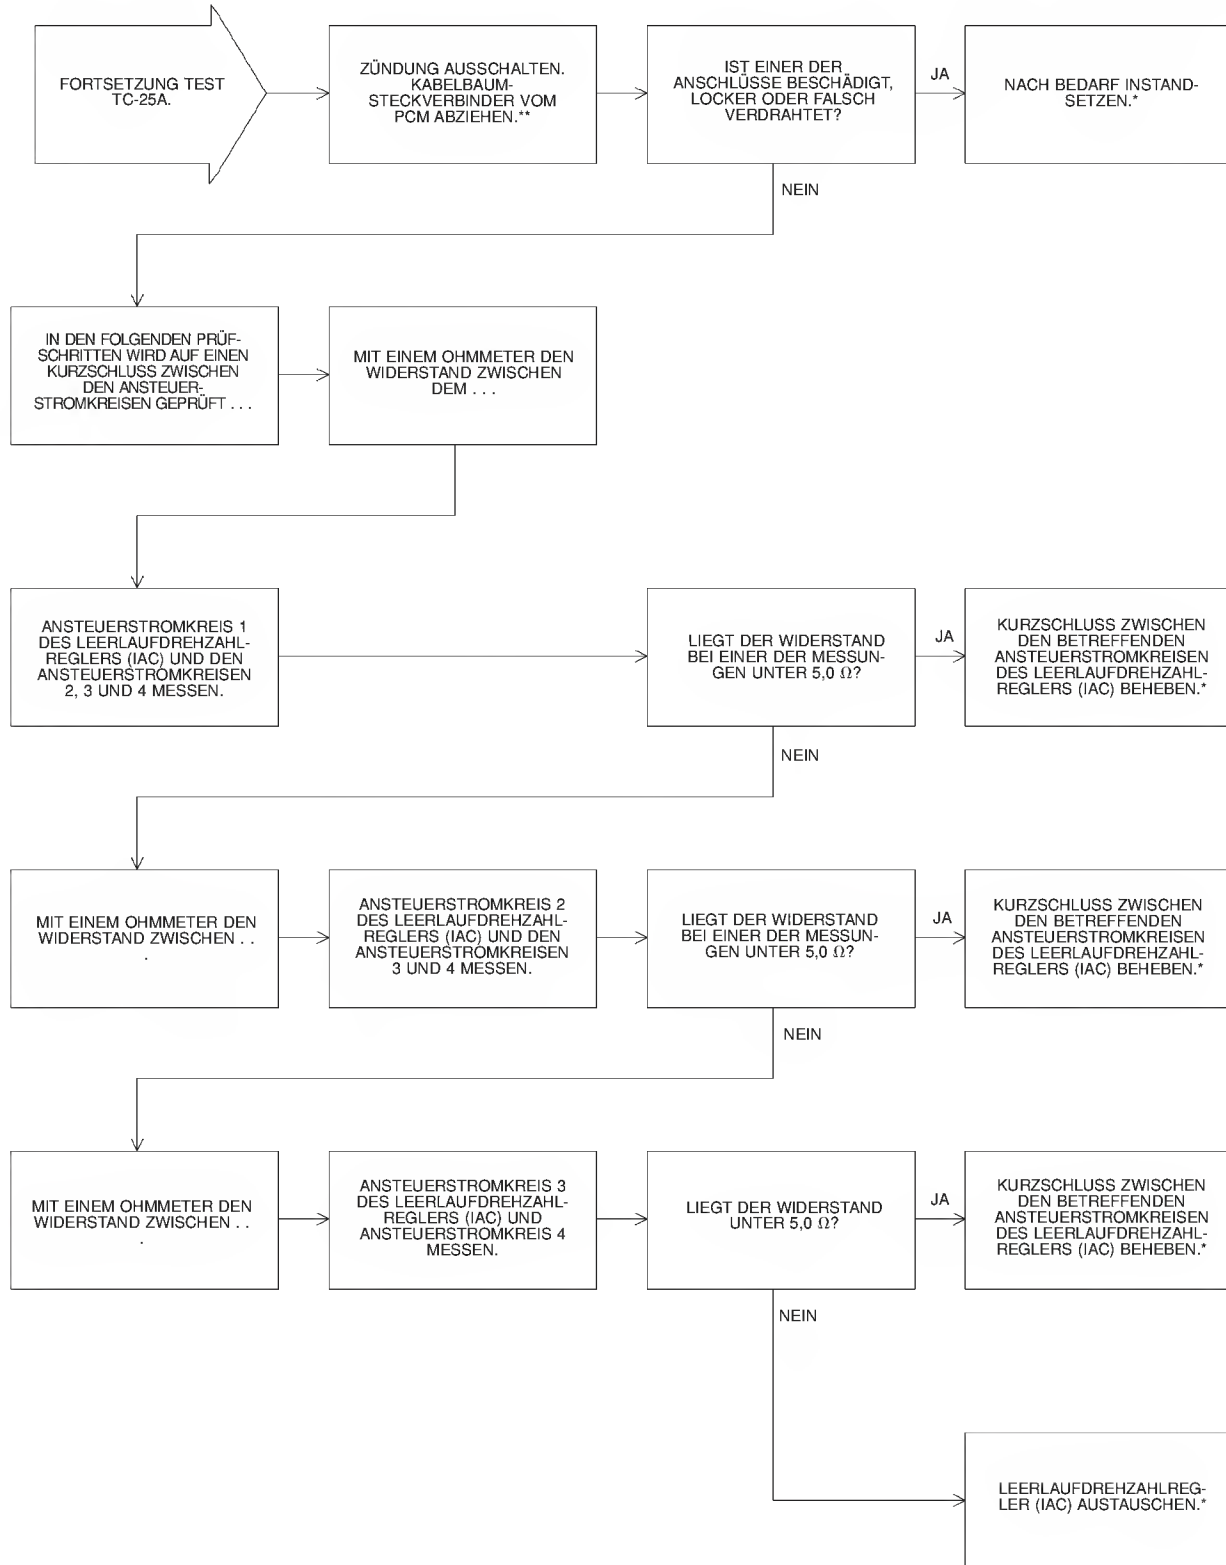 FORTSETZUNG TEST
TC-25A.
ZÜNDUNG AUSSCHALTEN.
KABELBAUM-
STECKVERBINDER VOM
PCM ABZIEHEN.**
IST EINER DER
ANSCHLÜSSE BESCHÄDIGT,
LOCKER ODER FALSCH
VERDRAHTET?
JA
NACH BEDARF INSTAND-
SETZEN.*
NEIN
IN DEN FOLGENDEN PRÜF-
SCHRITTEN WIRD AUF EINEN
KURZSCHLUSS ZWISCHEN
DEN ANSTEUER-
STROMKREISEN GEPRÜFT . . .
MIT EINEM OHMMETER DEN
WIDERSTAND ZWISCHEN
DEM . . .
ANSTEUERSTROMKREIS 1
DES LEERLAUFDREHZAHL-
REGLERS (IAC) UND DEN
ANSTEUERSTROMKREISEN
2, 3 UND 4 MESSEN.
LIEGT DER WIDERSTAND
BEI EINER DER MESSUN-
GEN UNTER 5,0 Ω?
JA
KURZSCHLUSS ZWISCHEN
DEN BETREFFENDEN
ANSTEUERSTROMKREISEN
DES LEERLAUFDREHZAHL-
REGLERS (IAC) BEHEBEN.*
NEIN
MIT EINEM OHMMETER DEN
WIDERSTAND ZWISCHEN . .
.
ANSTEUERSTROMKREIS 2
DES LEERLAUFDREHZAHL-
REGLERS (IAC) UND DEN
ANSTEUERSTROMKREISEN
3 UND 4 MESSEN.
LIEGT DER WIDERSTAND
BEI EINER DER MESSUN-
GEN UNTER 5,0 Ω?
JA
KURZSCHLUSS ZWISCHEN
DEN BETREFFENDEN
ANSTEUERSTROMKREISEN
DES LEERLAUFDREHZAHL-
REGLERS (IAC) BEHEBEN.*
NEIN
MIT EINEM OHMMETER DEN
WIDERSTAND ZWISCHEN . .
.
ANSTEUERSTROMKREIS 3
DES LEERLAUFDREHZAHL-
REGLERS (IAC) UND
ANSTEUERSTROMKREIS 4
MESSEN.
LIEGT DER WIDERSTAND
UNTER 5,0 Ω?
JA
KURZSCHLUSS ZWISCHEN
DEN BETREFFENDEN
ANSTEUERSTROMKREISEN
DES LEERLAUFDREHZAHL-
REGLERS (IAC) BEHEBEN.*
NEIN
LEERLAUFDREHZAHLREG-
LER (IAC) AUSTAUSCHEN.*